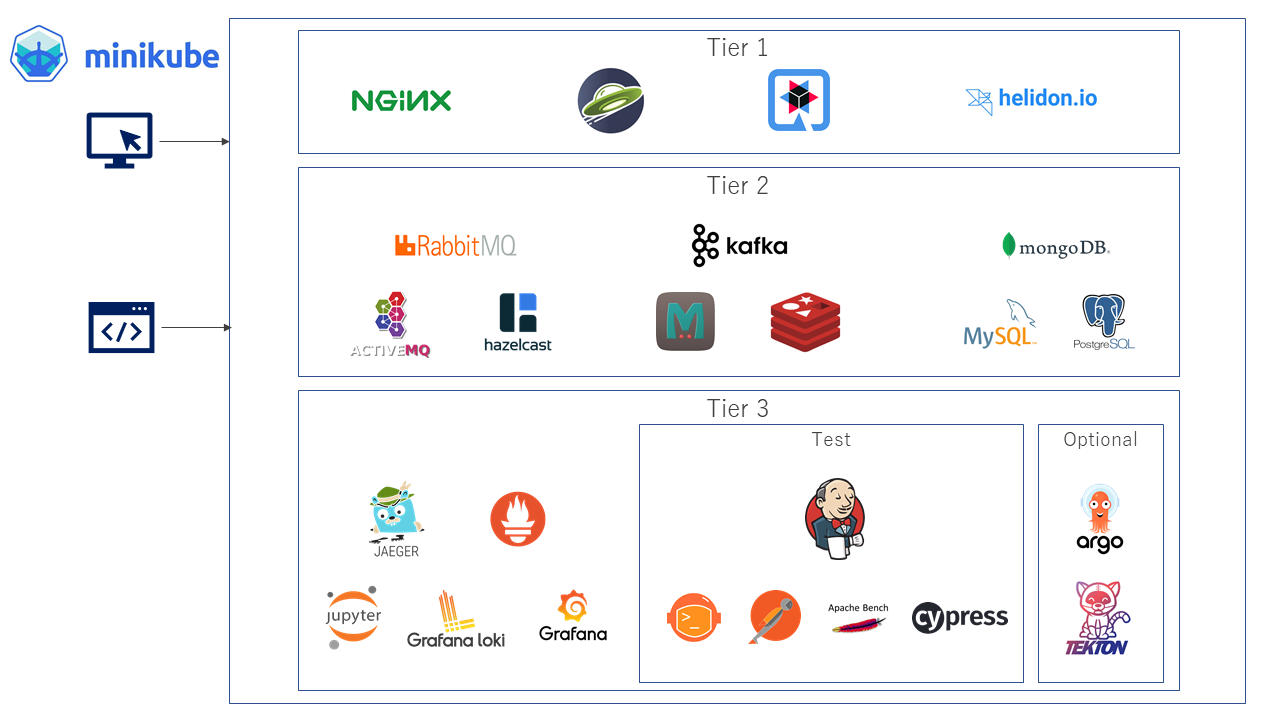 minikube
Tier 1
NGINX
helidon.io
Tier 2
RabbitMQ
kafka
mongoDB®
ACTIVEMQ
hazelcast
M
MySQL™
PostgreSQL
</>
Tier 3
Test
Optional
JAEGER
argo
jupyter
Grafana loki
Grafana
>_
Apache Bench
cypress
TEKTON